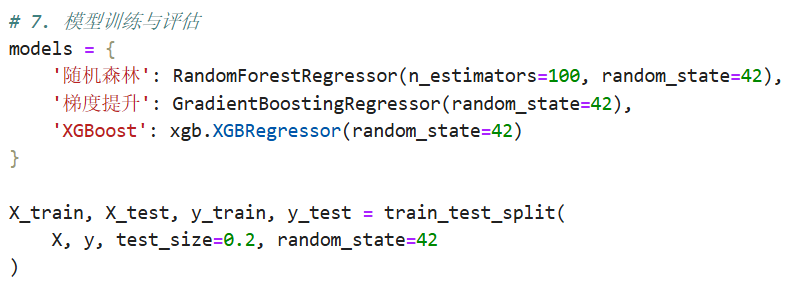 # 7. 模型训练与评估
models = {
    '随机森林': RandomForestRegressor(n_estimators=100, random_state=42),
    '梯度提升': GradientBoostingRegressor(random_state=42),
    'XGBoost': xgb.XGBRegressor(random_state=42)
}
X_train, X_test, y_train, y_test = train_test_split(
    X, y, test_size=0.2, random_state=42
)